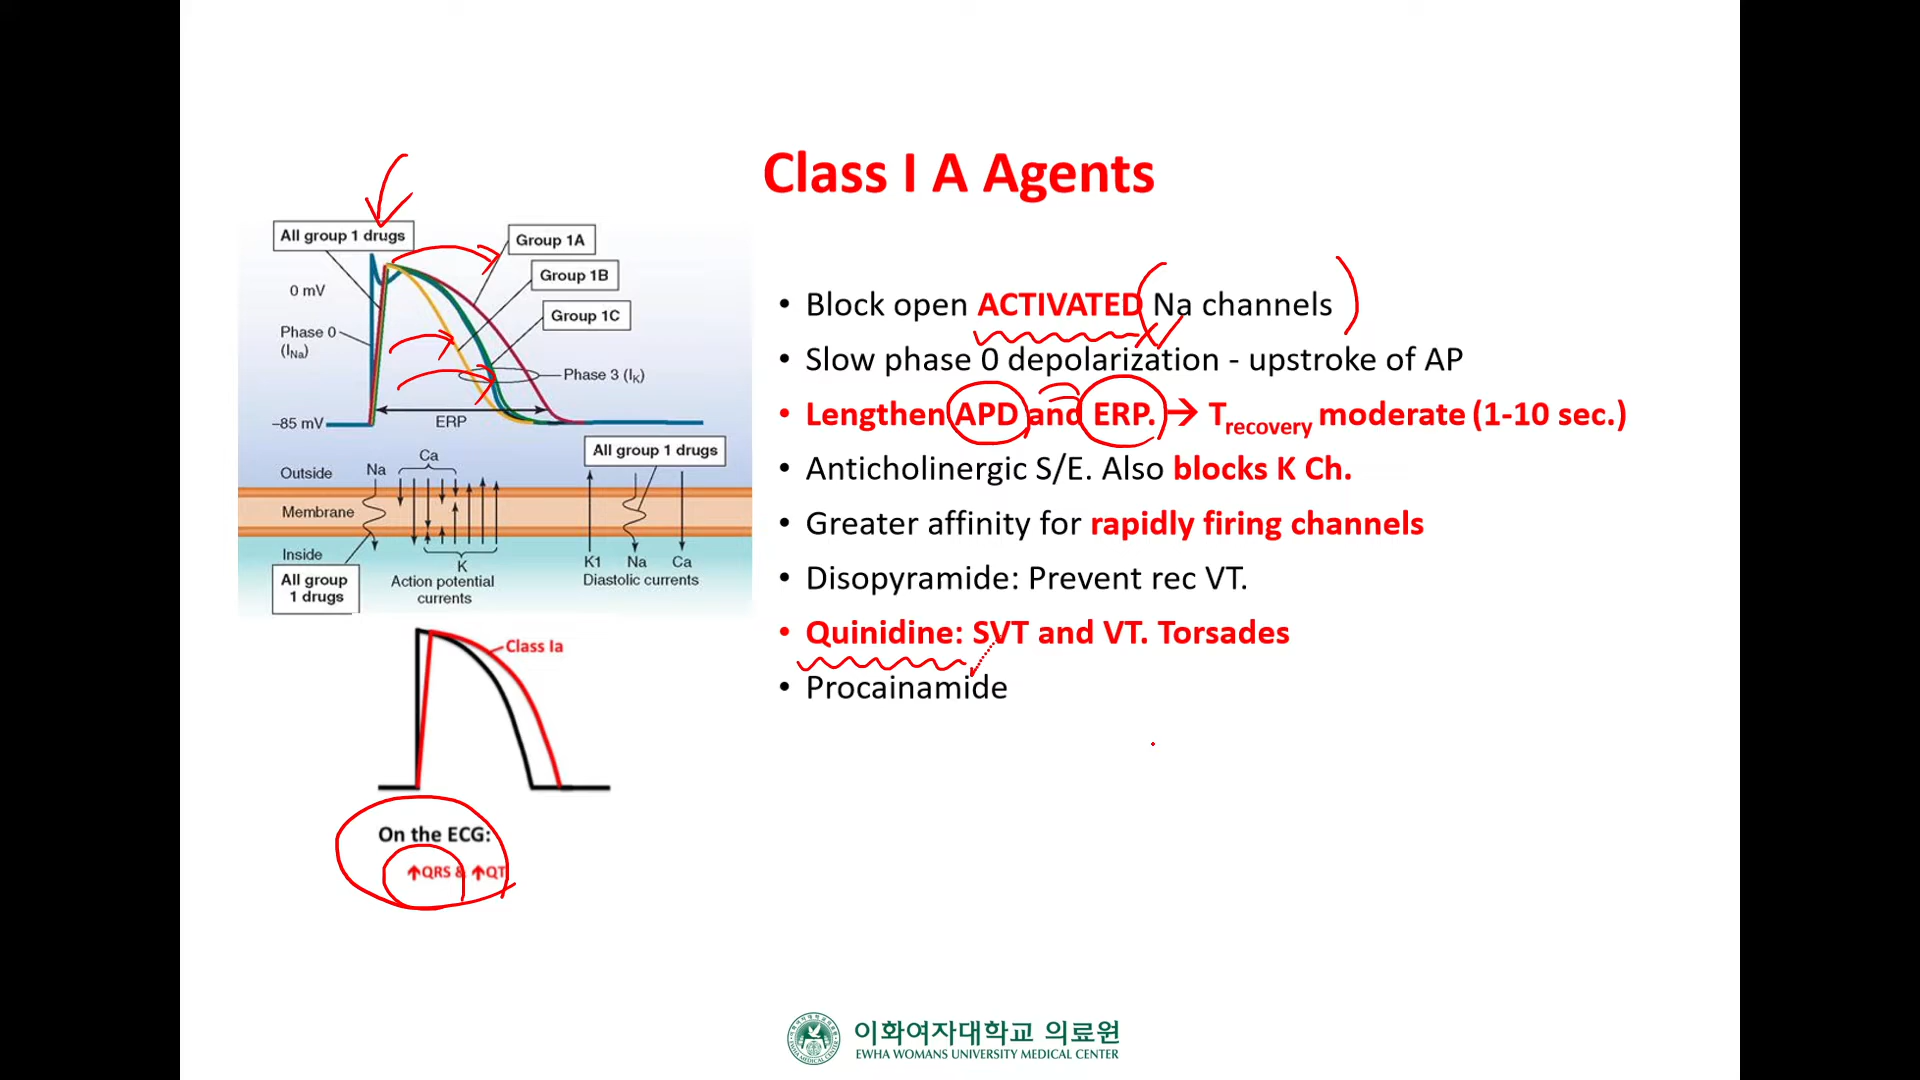 Class I A Agents
All group 1 drugs
Group 1A
Group 1B
Group 1C
0 mV
Phase 0
(INa)
Phase 3 (IK)
ERP
−85 mV
All group 1 drugs
Outside
Na
Ca
Membrane
Inside
All group
1 drugs
K
Action potential
currents
K1 Na Ca
Diastolic currents
Class Ia
On the ECG:
↑QRS & ↑QT
• Block open ACTIVATED Na channels
• Slow phase 0 depolarization - upstroke of AP
• Lengthen APD and ERP. → Trecovery moderate (1-10 sec.)
• Anticholinergic S/E. Also blocks K Ch.
• Greater affinity for rapidly firing channels
• Disopyramide: Prevent rec VT.
• Quinidine: SVT and VT. Torsades
• Procainamide
이화여자대학교 의료원
EWHA WOMANS UNIVERSITY MEDICAL CENTER